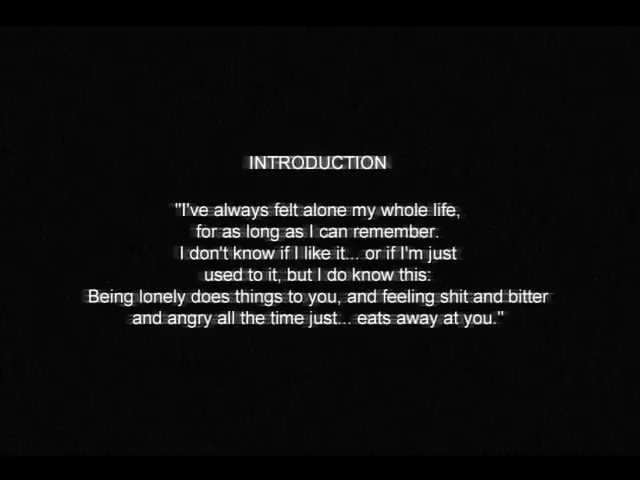 INTRODUCTION
"I've always felt alone my whole life,
for as long as I can remember.
I don't know if I like it... or if I'm just
used to it, but I do know this:
Being lonely does things to you, and feeling shit and bitter
and angry all the time just... eats away at you."